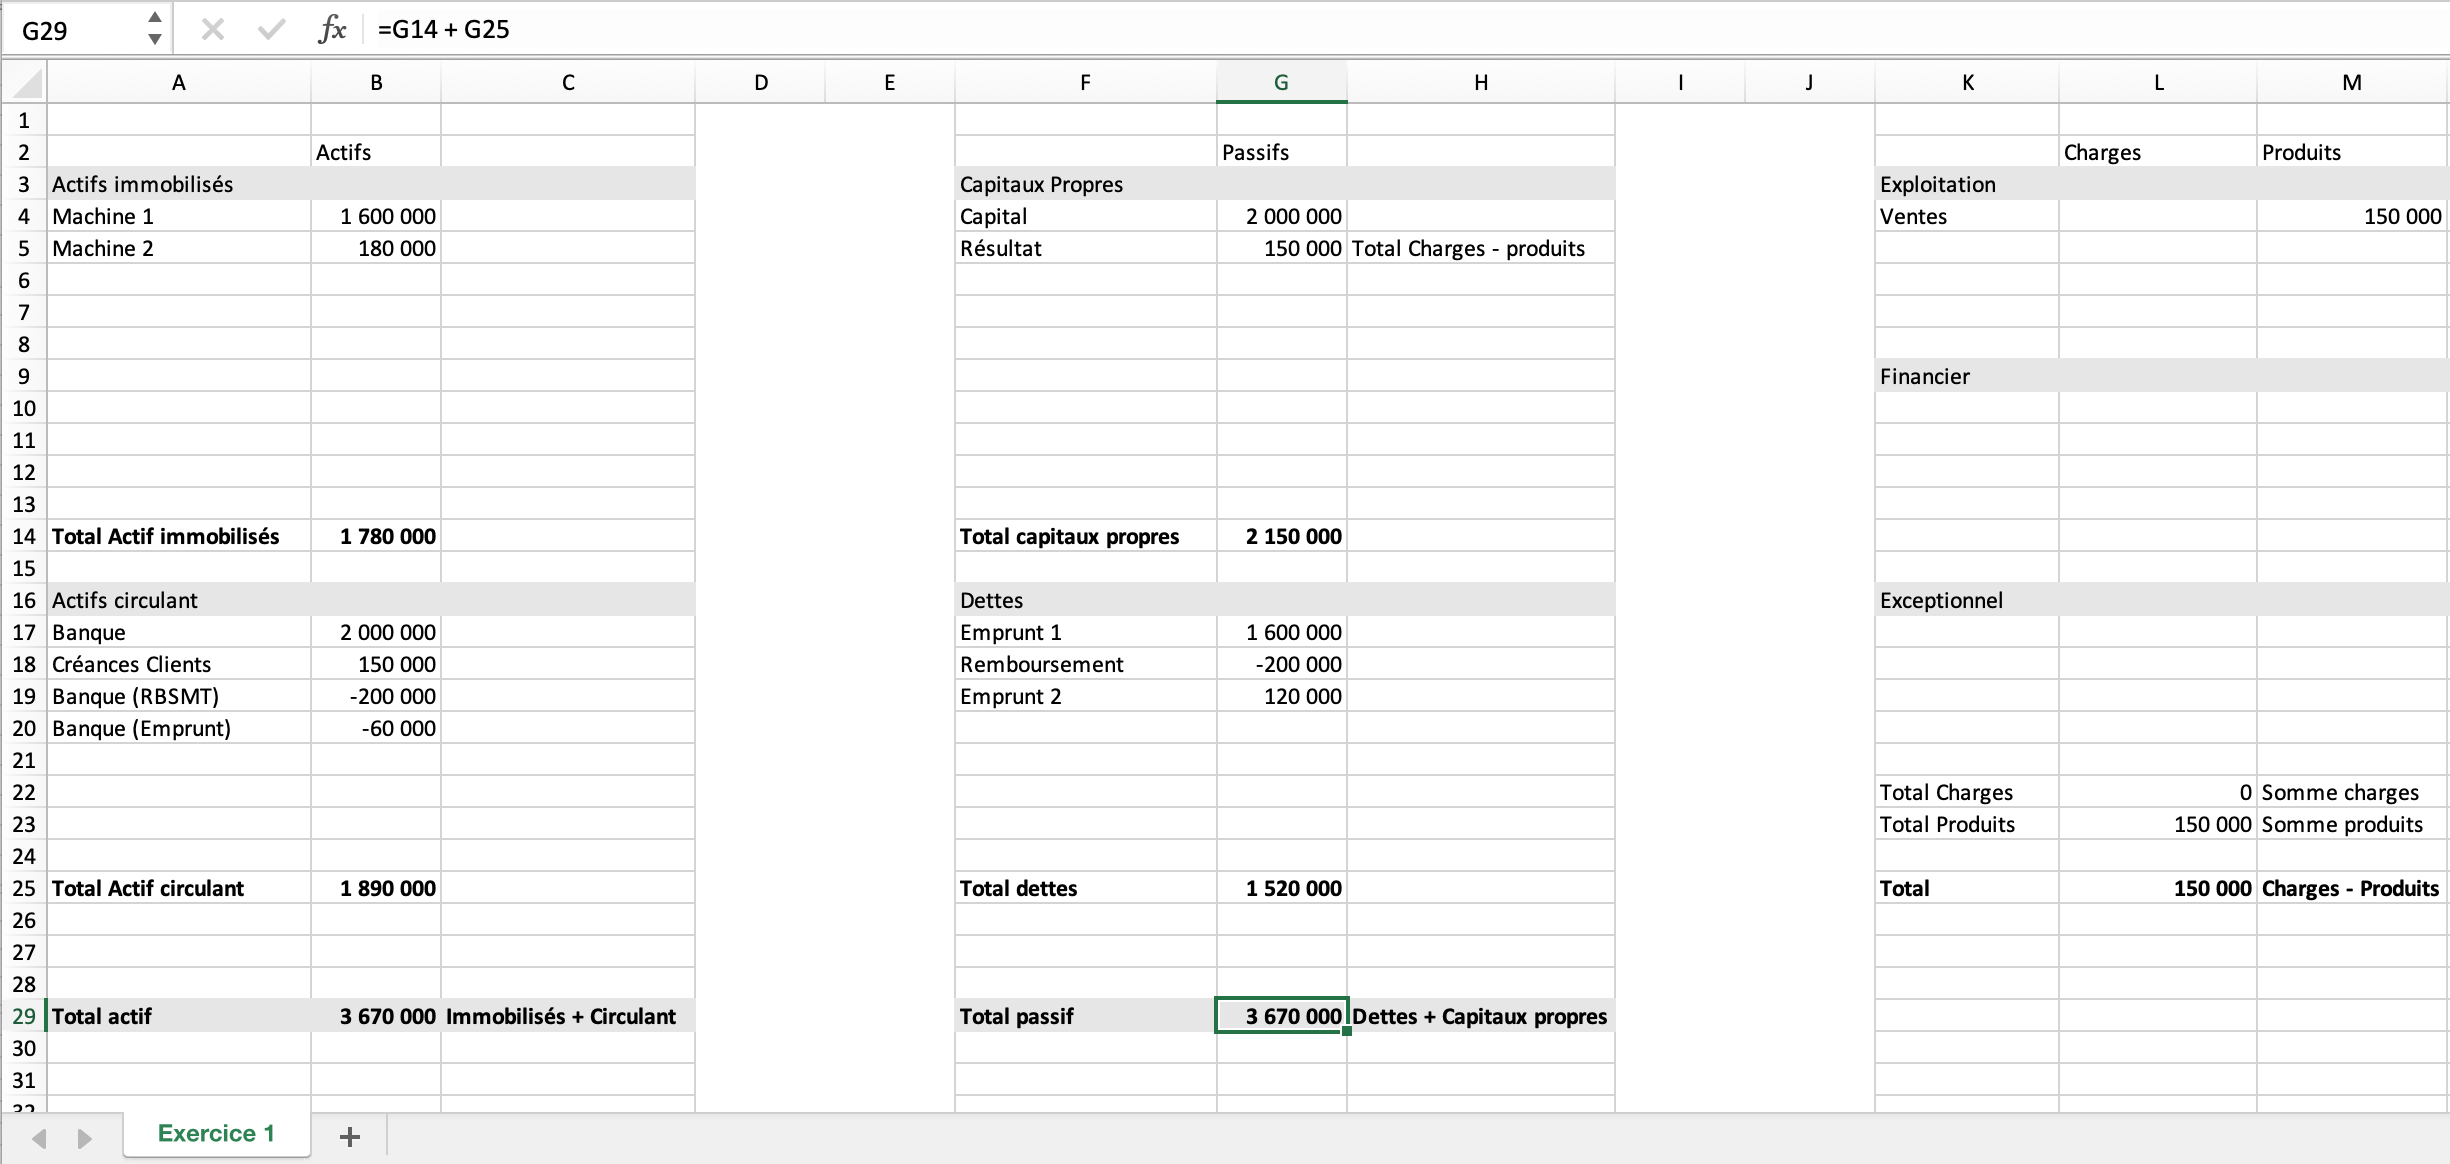 G29 fx =G14 + G25
A B C D E F G H I J K L M
1
2 Actifs Passifs Charges Produits
3 Actifs immobilisés Capitaux Propres Exploitation
4 Machine 1 1 600 000 Capital 2 000 000 Ventes 150 000
5 Machine 2 180 000 Résultat 150 000 Total Charges - produits
6
7
8
9 Financier
10
11
12
13
14 Total Actif immobilisés 1 780 000 Total capitaux propres 2 150 000
15
16 Actifs circulant Dettes Exceptionnel
17 Banque 2 000 000 Emprunt 1 1 600 000
18 Créances Clients 150 000 Remboursement -200 000
19 Banque (RBSMT) -200 000 Emprunt 2 120 000
20 Banque (Emprunt) -60 000
21
22 Total Charges 0 Somme charges
23 Total Produits 150 000 Somme produits
24
25 Total Actif circulant 1 890 000 Total dettes 1 520 000 Total 150 000 Charges - Produits
26
27
28
29 Total actif 3 670 000 Immobilisés + Circulant Total passif 3 670 000 Dettes + Capitaux propres
30
31
32
Exercice 1 +